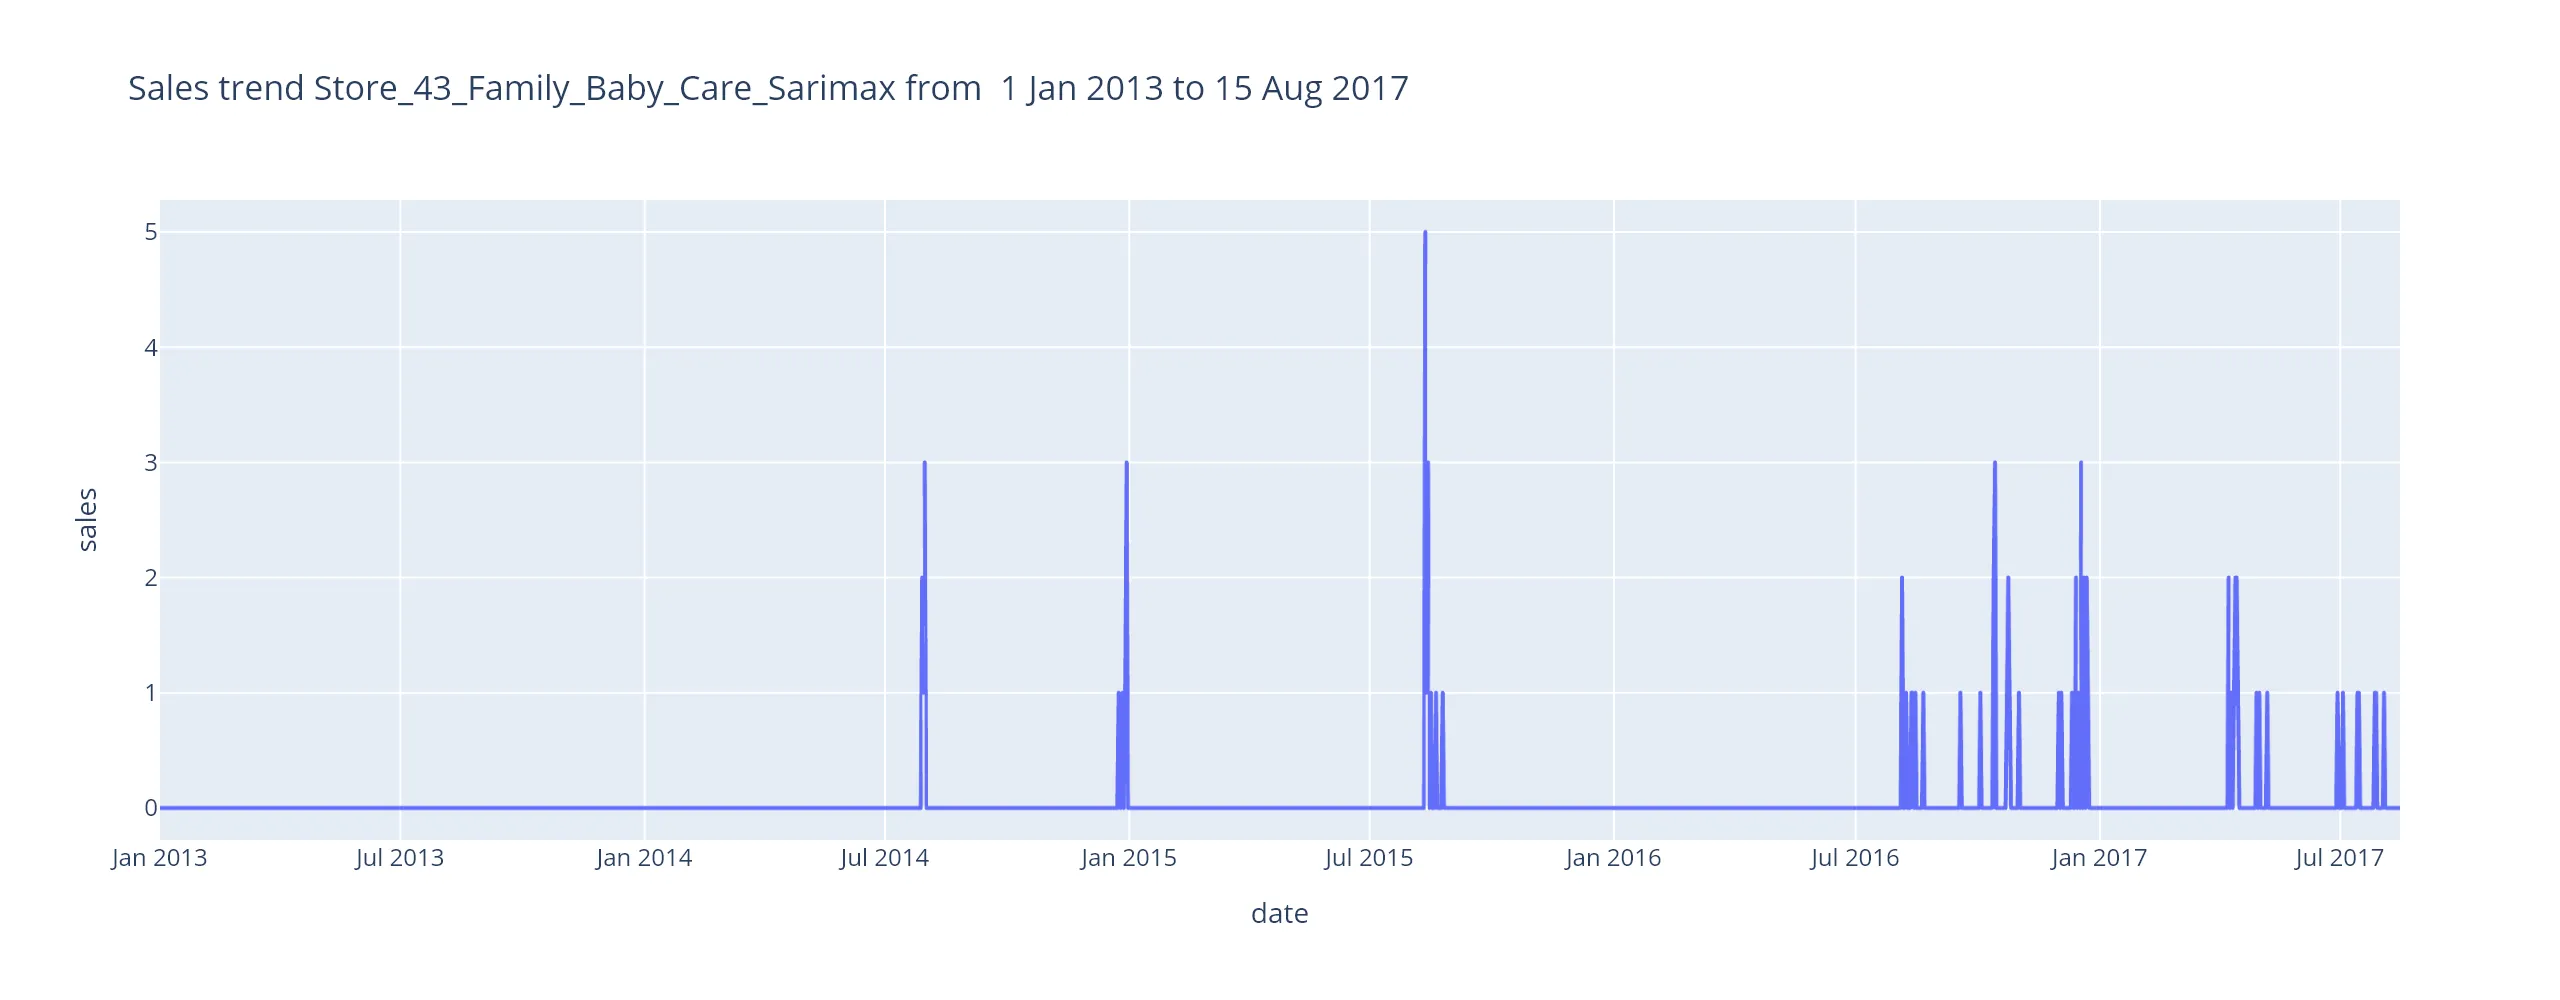 Sales trend Store_43_Family_Baby_Care_Sarimax from  1 Jan 2013 to 15 Aug 2017
5
4
3
2
1
0
sales
Jan 2013 Jul 2013 Jan 2014 Jul 2014 Jan 2015 Jul 2015 Jan 2016 Jul 2016 Jan 2017 Jul 2017
date